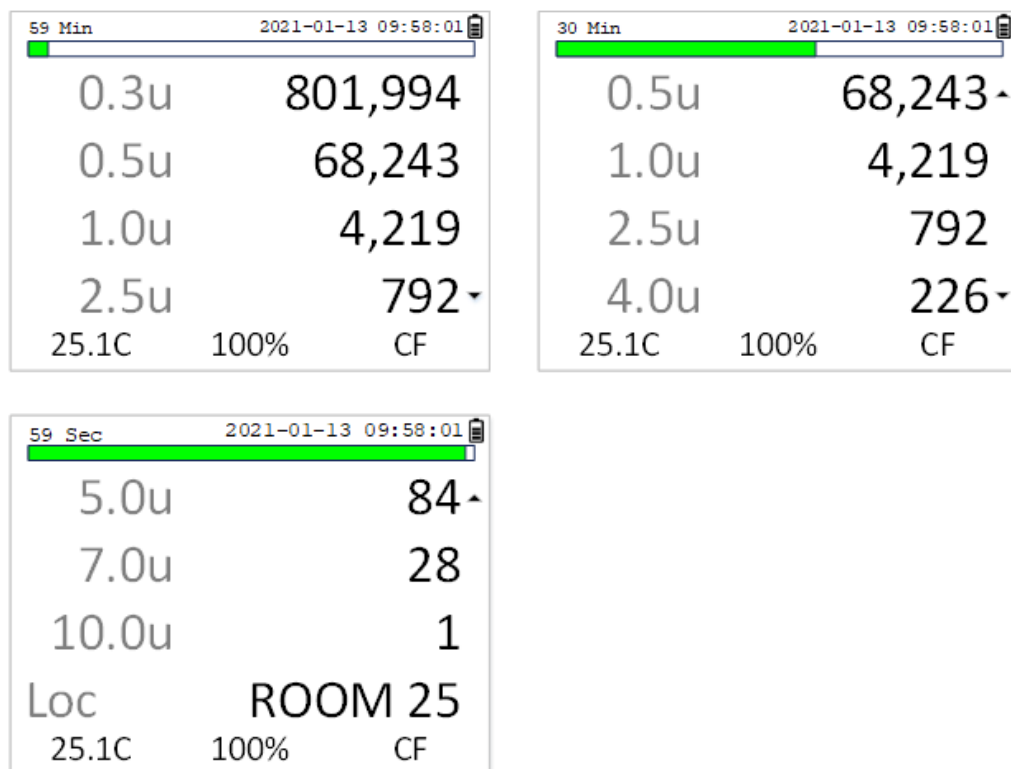 59 Min 2021-01-13 09:58:01
0.3u 801,994
0.5u 68,243
1.0u 4,219
2.5u 792
25.1C 100% CF
30 Min 2021-01-13 09:58:01
0.5u 68,243
1.0u 4,219
2.5u 792
4.0u 226
25.1C 100% CF
59 Sec 2021-01-13 09:58:01
5.0u 84
7.0u 28
10.0u 1
Loc ROOM 25
25.1C 100% CF